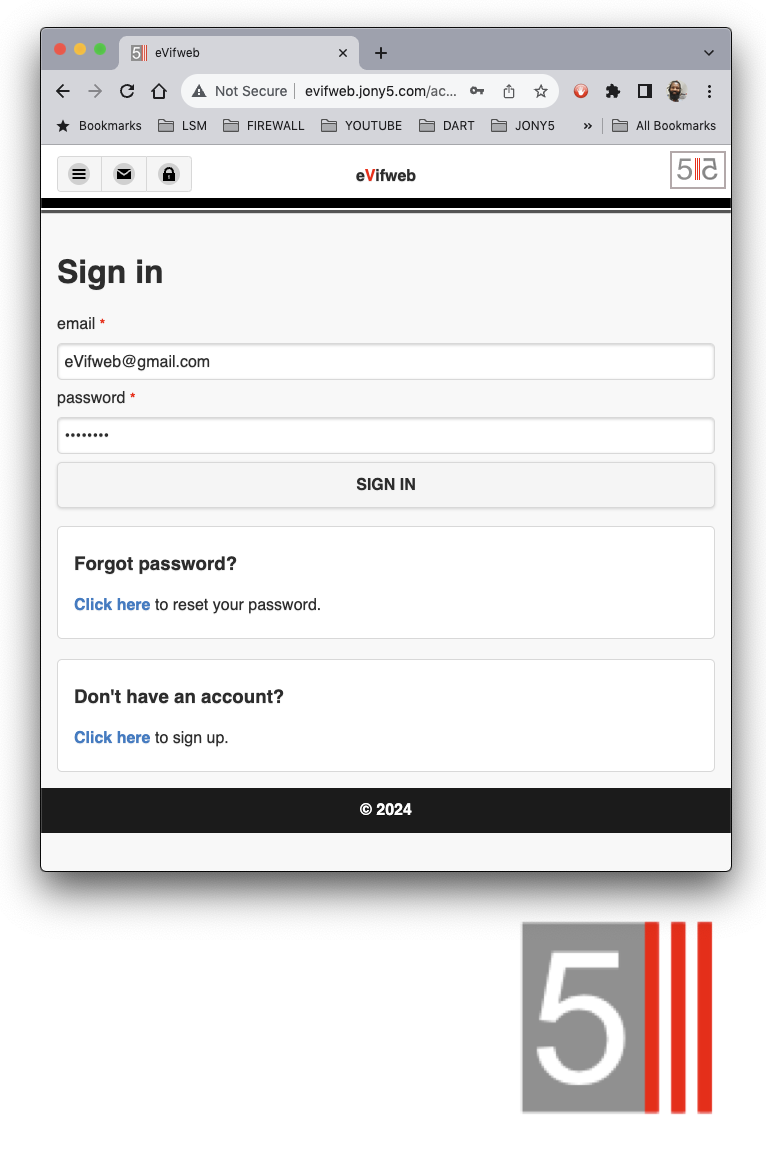 5 eVifweb
Not Secure evifweb.jony5.com/ac...
Bookmarks LSM FIREWALL YOUTUBE DART JONY5 » All Bookmarks
eVifweb
5 5
Sign in
email *
eVifweb@gmail.com
password *
••••••••
SIGN IN
Forgot password?
Click here to reset your password.
Don't have an account?
Click here to sign up.
© 2024
5